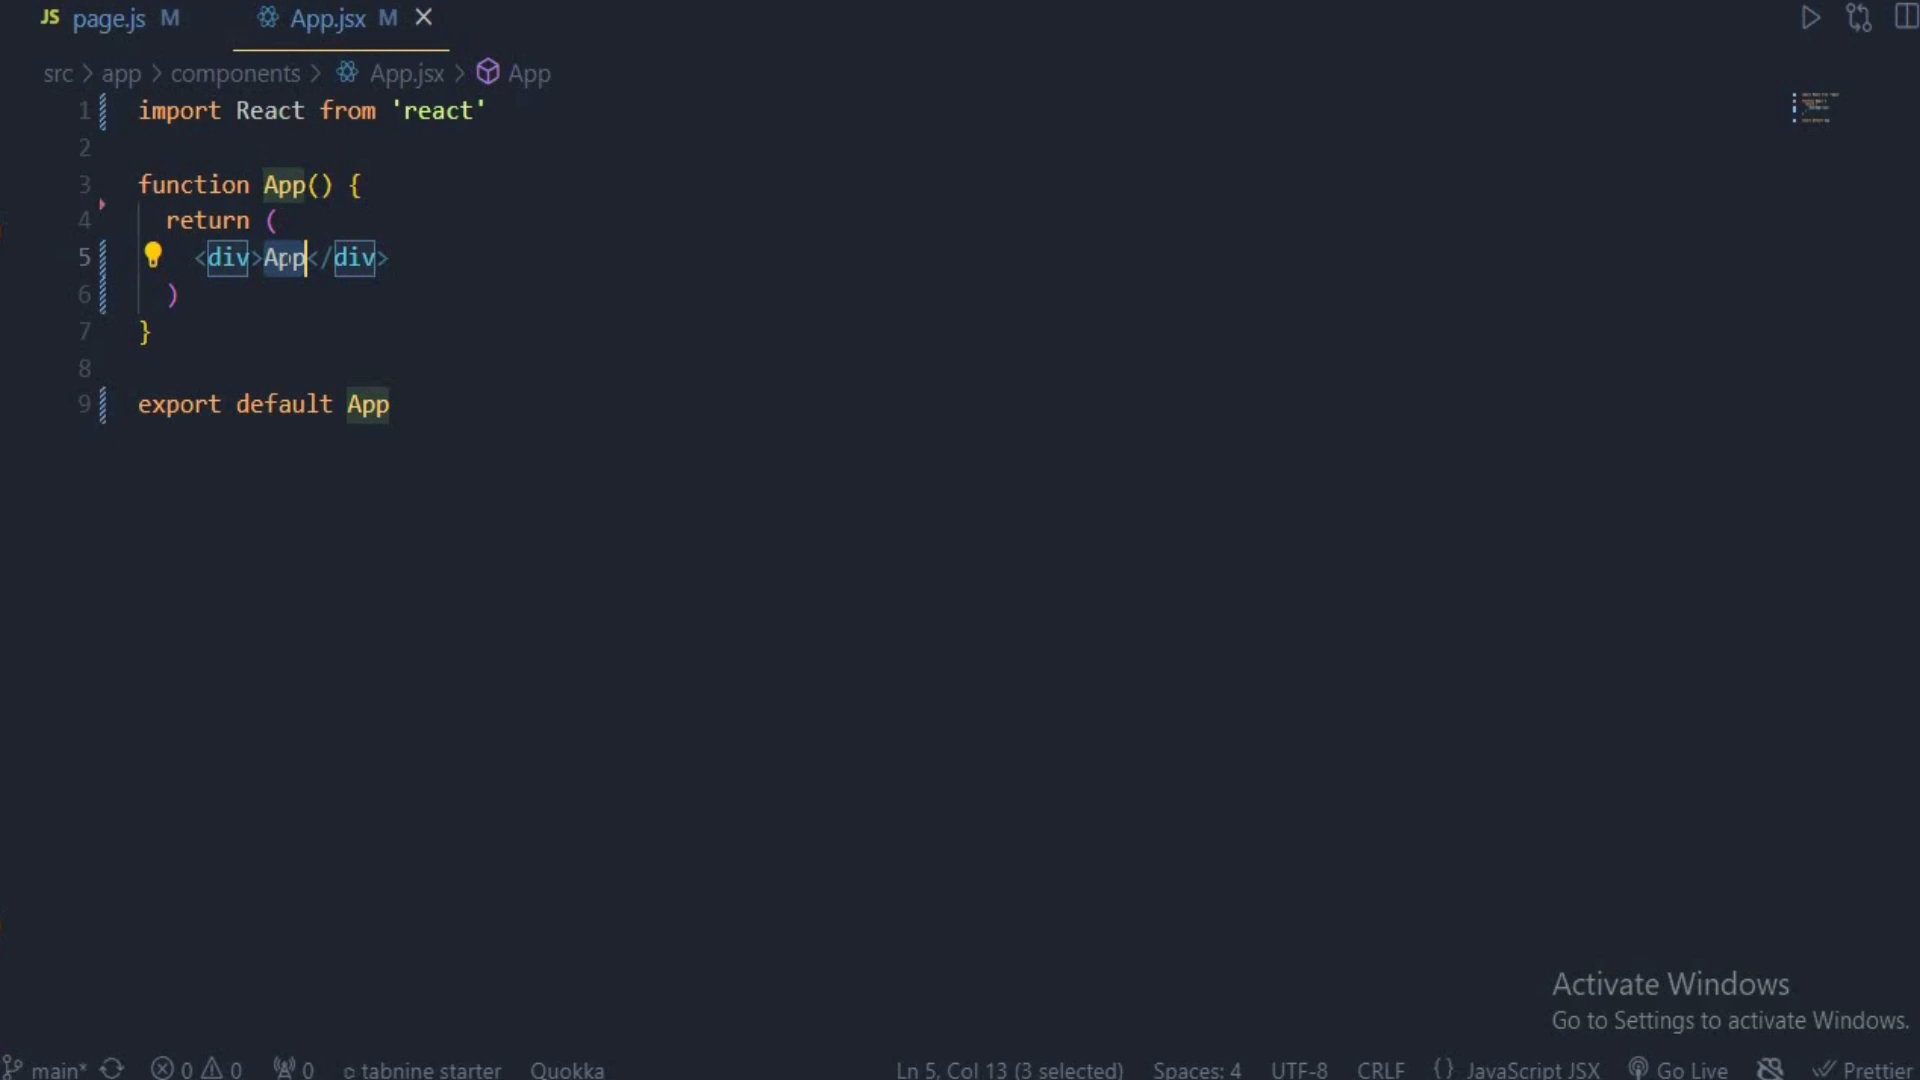 JS page.js M App.jsx M
src > app > components > App.jsx > App
1 import React from 'react'
2
3 function App() {
4 return (
5 <div>App</div>
6 )
7 }
8
9 export default App
Activate Windows
Go to Settings to activate Windows.
main* 0 0 0 tabnine starter Quokka Ln 5, Col 13 (3 selected) Spaces: 4 UTF-8 CRLF {} JavaScript JSX Go Live Prettier